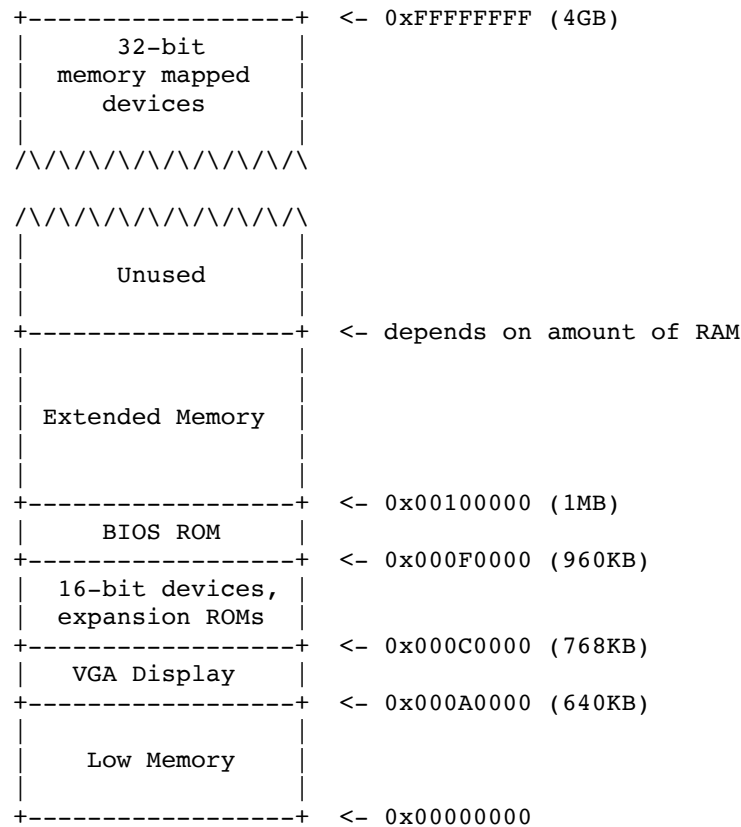 +------------------+  <- 0xFFFFFFFF (4GB)
|      32-bit      |
|  memory mapped   |
|     devices      |
|                  |
/\/\/\/\/\/\/\/\/\/\
/\/\/\/\/\/\/\/\/\/\
|                  |
|      Unused      |
|                  |
+------------------+  <- depends on amount of RAM
|                  |
|                  |
| Extended Memory  |
|                  |
|                  |
+------------------+  <- 0x00100000 (1MB)
|     BIOS ROM     |
+------------------+  <- 0x000F0000 (960KB)
|  16-bit devices, |
|  expansion ROMs  |
+------------------+  <- 0x000C0000 (768KB)
|   VGA Display    |
+------------------+  <- 0x000A0000 (640KB)
|                  |
|    Low Memory    |
|                  |
+------------------+  <- 0x00000000